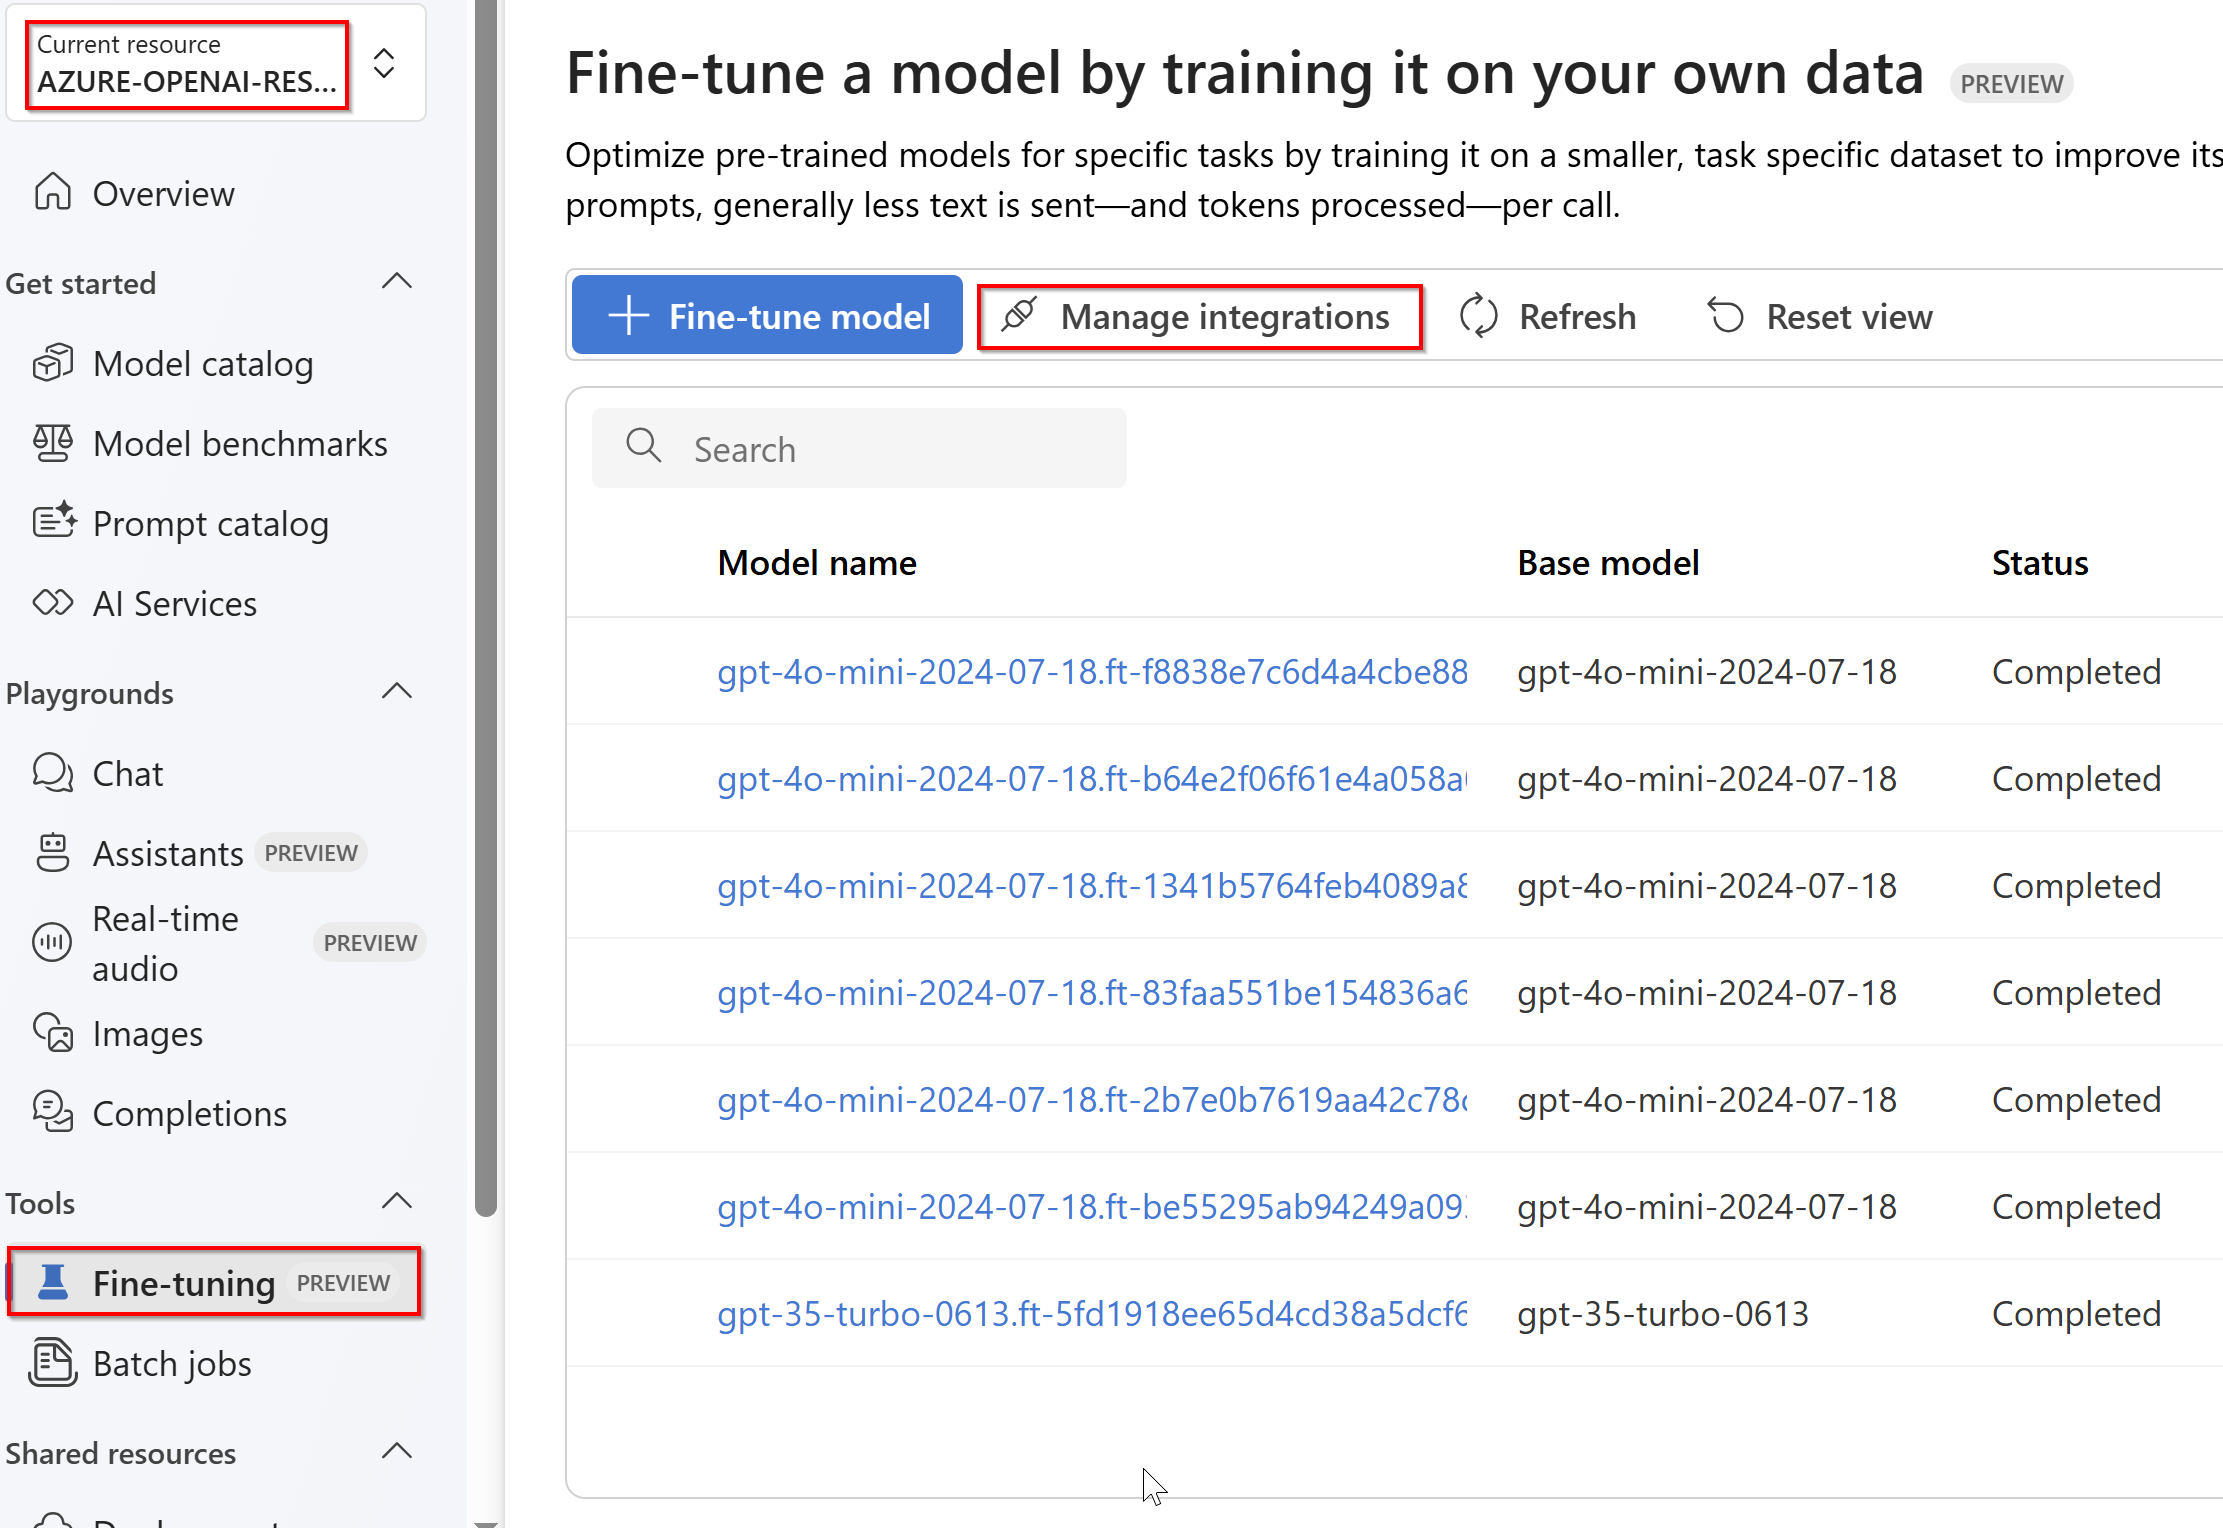 Current resource
AZURE-OPENAI-RES...
Overview
Get started
Model catalog
Model benchmarks
Prompt catalog
AI Services
Playgrounds
Chat
Assistants PREVIEW
Real-time
audio PREVIEW
Images
Completions
Tools
Fine-tuning PREVIEW
Batch jobs
Shared resources
Fine-tune a model by training it on your own data PREVIEW
Optimize pre-trained models for specific tasks by training it on a smaller, task specific dataset to improve its
prompts, generally less text is sent—and tokens processed—per call.
Fine-tune model Manage integrations Refresh Reset view
Search
Model name Base model Status
gpt-4o-mini-2024-07-18.ft-f8838e7c6d4a4cbe88 gpt-4o-mini-2024-07-18 Completed
gpt-4o-mini-2024-07-18.ft-b64e2f06f61e4a058a gpt-4o-mini-2024-07-18 Completed
gpt-4o-mini-2024-07-18.ft-1341b5764feb4089a8 gpt-4o-mini-2024-07-18 Completed
gpt-4o-mini-2024-07-18.ft-83faa551be154836a6 gpt-4o-mini-2024-07-18 Completed
gpt-4o-mini-2024-07-18.ft-2b7e0b7619aa42c78 gpt-4o-mini-2024-07-18 Completed
gpt-4o-mini-2024-07-18.ft-be55295ab94249a09 gpt-4o-mini-2024-07-18 Completed
gpt-35-turbo-0613.ft-5fd1918ee65d4cd38a5dcf6 gpt-35-turbo-0613 Completed